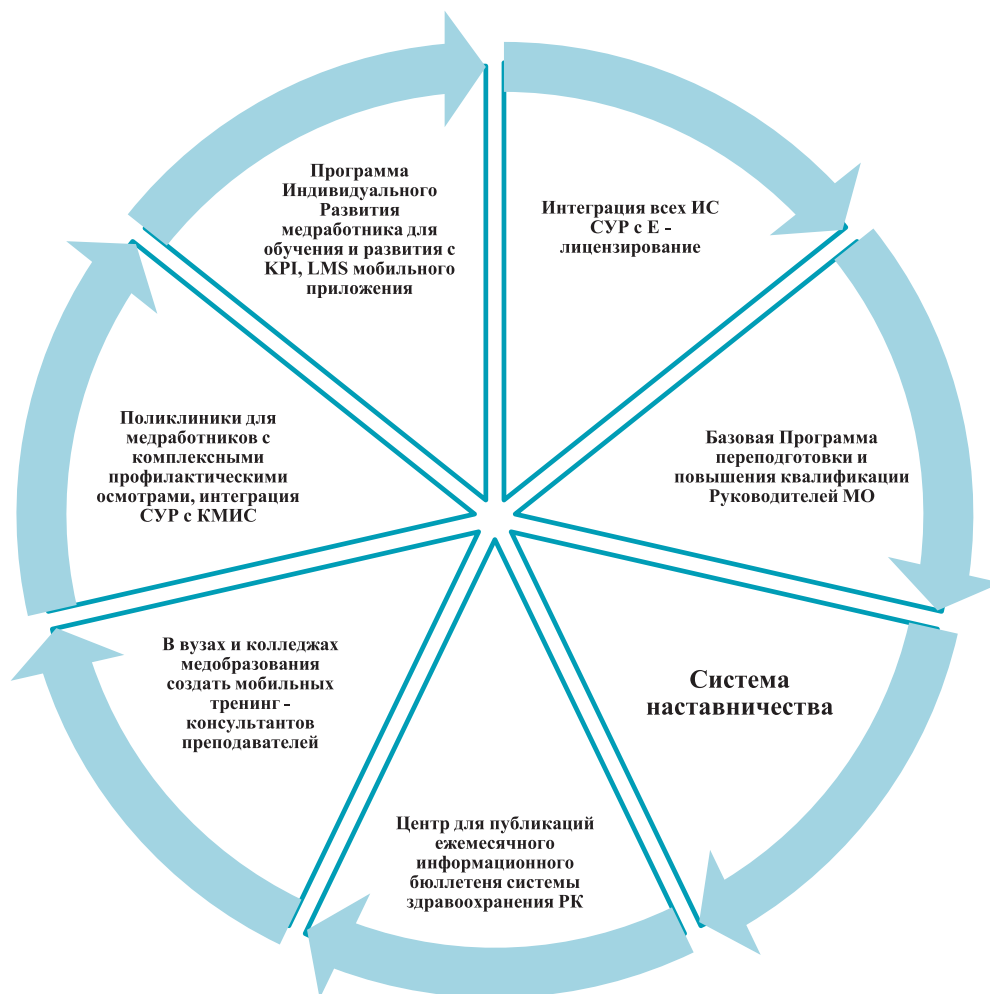 Программа
Индивидуального
Развития
медработника для
обучения и развития с
KPI, LMS мобильного
приложения
Интеграция всех ИС
СУР с Е -
лицензирование
Базовая Программа
переподготовки и
повышения квалификации
Руководителей МО
Система
наставничества
Центр для публикаций
ежемесячного
информационного
бюллетеня системы
здравоохранения РК
В вузах и колледжах
медобразования
создать мобильных
тренинг -
консультантов
преподавателей
Поликлиники для
медработников с
комплексными
профилактическими
осмотрами, интеграция
СУР с КМИС